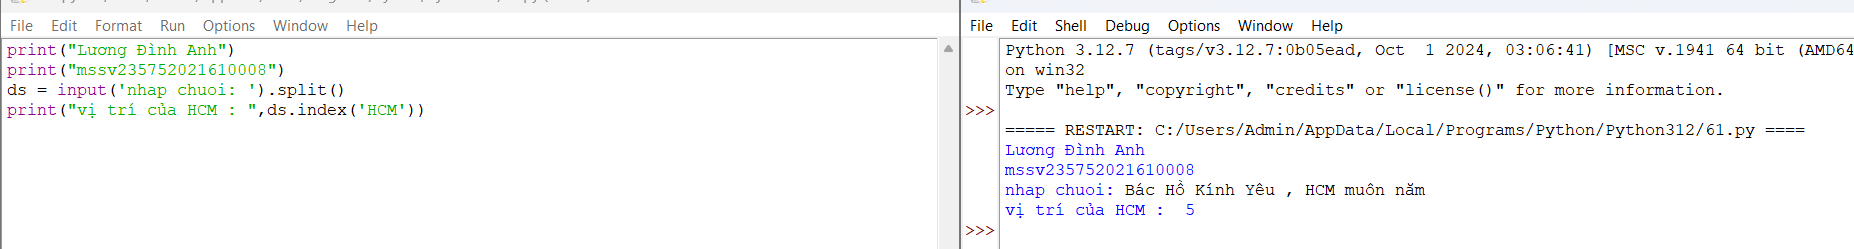 File Edit Format Run Options Window Help
print("Lương Đình Anh")
print("mssv235752021610008")
ds = input('nhap chuoi: ').split()
print("vị trí của HCM : ",ds.index('HCM'))
File Edit Shell Debug Options Window Help
Python 3.12.7 (tags/v3.12.7:0b05ead, Oct  1 2024, 03:06:41) [MSC v.1941 64 bit (AMD64
on win32
Type "help", "copyright", "credits" or "license()" for more information.
>>>
===== RESTART: C:/Users/Admin/AppData/Local/Programs/Python/Python312/61.py ====
Lương Đình Anh
mssv235752021610008
nhap chuoi: Bác Hồ Kính Yêu , HCM muôn năm
vị trí của HCM :  5
>>>